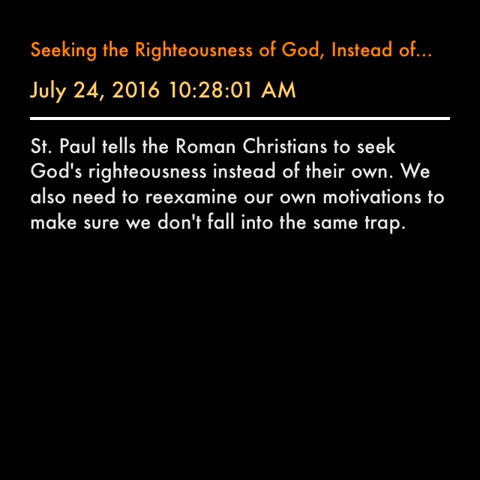 Seeking the Righteousness of God, Instead of...
July 24, 2016 10:28:01 AM
St. Paul tells the Roman Christians to seek
God's righteousness instead of their own. We
also need to reexamine our own motivations to
make sure we don't fall into the same trap.